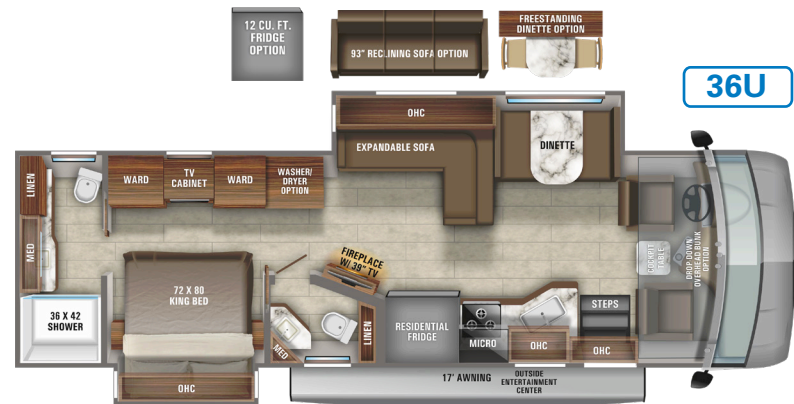 12 CU. FT.
FRIDGE
OPTION
93" RECLINING SOFA OPTION
FREESTANDING
DINETTE OPTION
36U
OHC
EXPANDABLE SOFA
DINETTE
LINEN
WARD
TV
CABINET
WARD
WASHER/
DRYER
OPTION
MED
36 X 42
SHOWER
72 X 80
KING BED
FIREPLACE
W/ 39" TV
COCKPIT
TABLE
DROP DOWN
OVERHEAD BUNK
OPTION
MED
LINEN
RESIDENTIAL
FRIDGE
MICRO
STEPS
OHC
OHC
OHC
17' AWNING
OUTSIDE
ENTERTAINMENT
CENTER